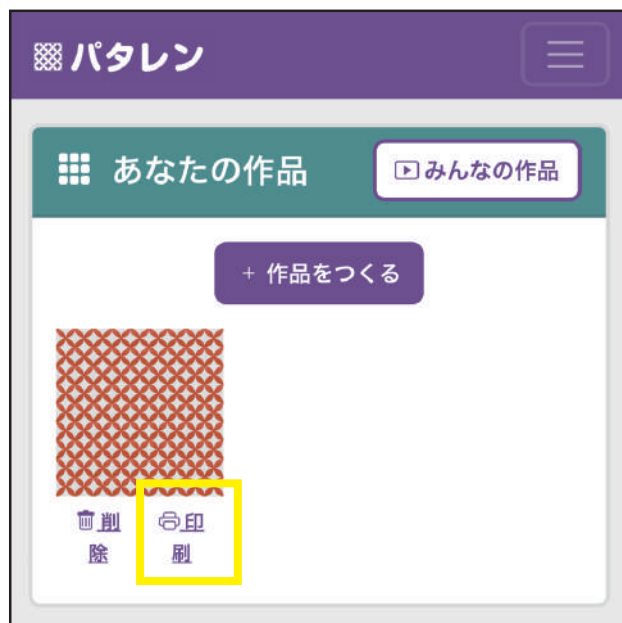 パタレン
あなたの作品
みんなの作品
+ 作品をつくる
削除
印刷